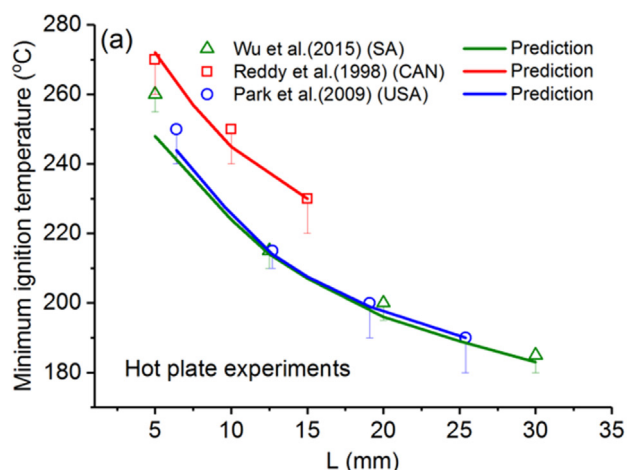 (a)
Wu et al.(2015) (SA) Prediction
Reddy et al.(1998) (CAN) Prediction
Park et al.(2009) (USA) Prediction
Minimum ignition temperature (°C)
280
260
240
220
200
180
Hot plate experiments
5 10 15 20 25 30 35
L (mm)